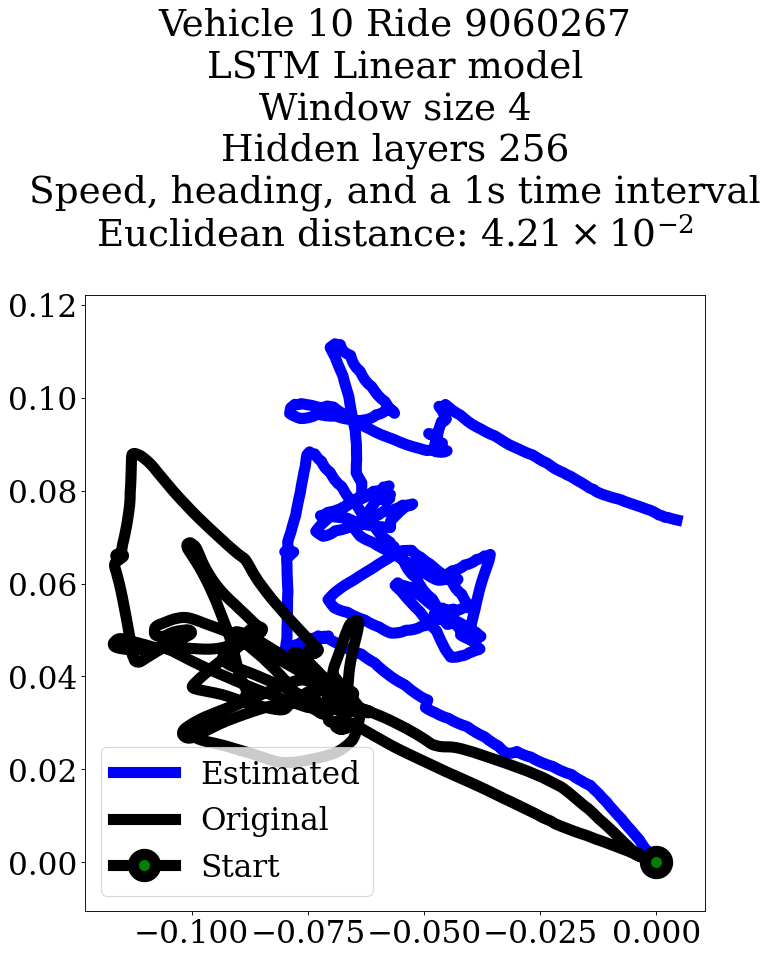 Vehicle 10 Ride 9060267
LSTM Linear model
Window size 4
Hidden layers 256
Speed, heading, and a 1s time interval
Euclidean distance: 4.21 × 10⁻²
0.12
0.10
0.08
0.06
0.04
0.02
0.00
Estimated
Original
Start
−0.100 −0.075 −0.050 −0.025 0.000